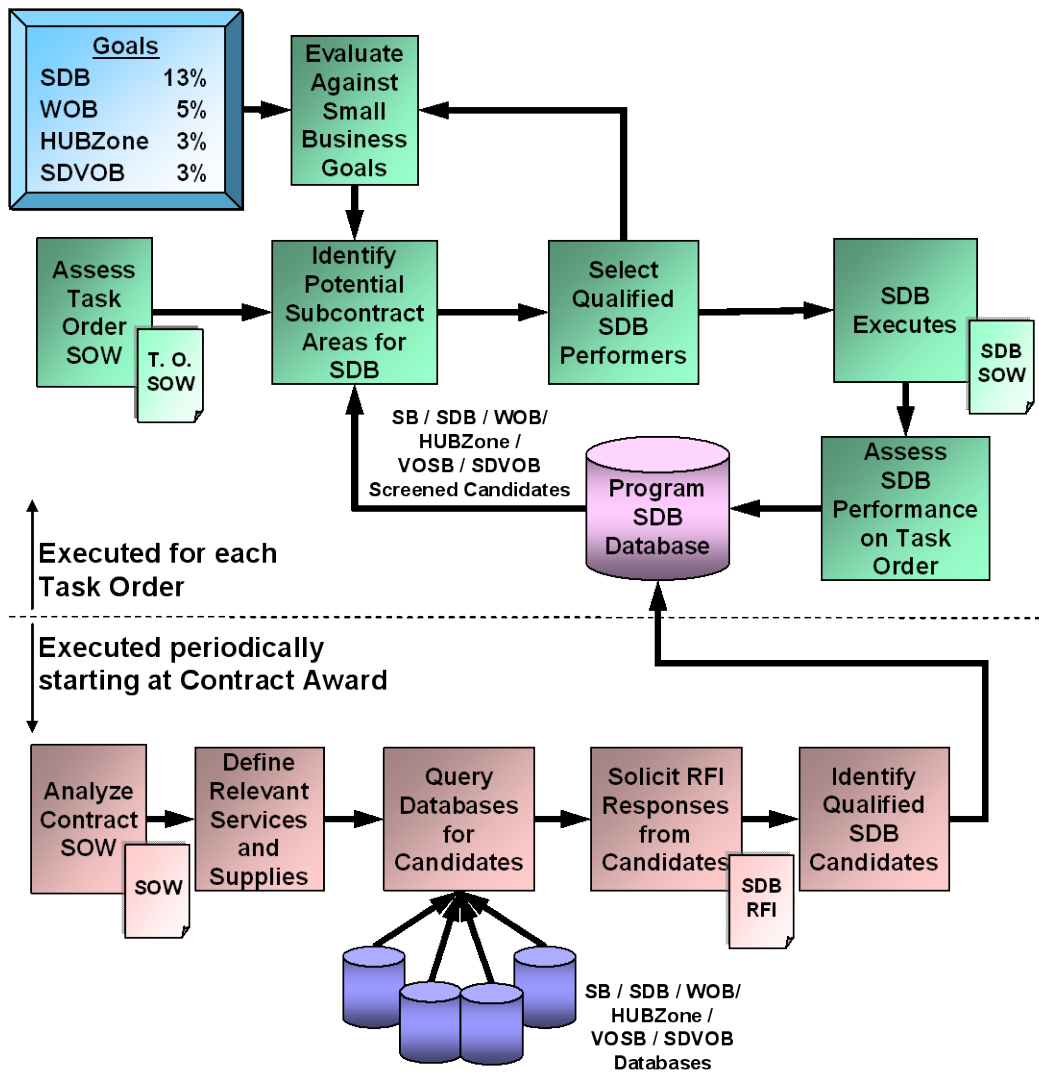 Goals
SDB 13%
WOB 5%
HUBZone 3%
SDVOB 3%
Evaluate
Against
Small
Business
Goals
Assess
Task
Order
SOW
T. O.
SOW
Identify
Potential
Subcontract
Areas for
SDB
Select
Qualified
SDB
Performers
SDB
Executes
SDB
SOW
SB / SDB / WOB/
HUBZone /
VOSB / SDVOB
Screened Candidates
Program
SDB
Database
Assess
SDB
Performance
on Task
Order
Executed for each
Task Order
Executed periodically
starting at Contract Award
Analyze
Contract
SOW
SOW
Define
Relevant
Services
and
Supplies
Query
Databases
for
Candidates
Solicit RFI
Responses
from
Candidates
SDB
RFI
Identify
Qualified
SDB
Candidates
SB / SDB / WOB/
HUBZone /
VOSB / SDVOB
Databases